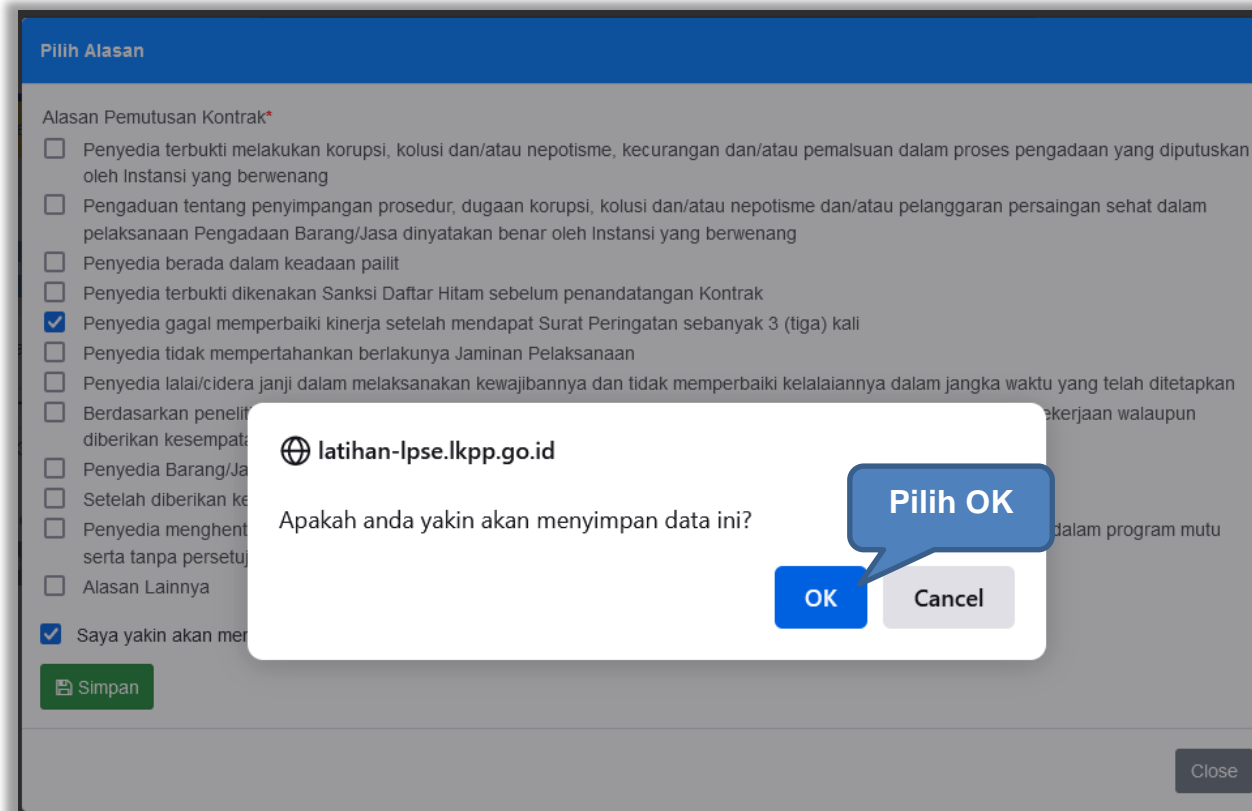 Pilih Alasan
Alasan Pemutusan Kontrak*
Penyedia terbukti melakukan korupsi, kolusi dan/atau nepotisme, kecurangan dan/atau pemalsuan dalam proses pengadaan yang diputuskan
oleh Instansi yang berwenang
Pengaduan tentang penyimpangan prosedur, dugaan korupsi, kolusi dan/atau nepotisme dan/atau pelanggaran persaingan sehat dalam
pelaksanaan Pengadaan Barang/Jasa dinyatakan benar oleh Instansi yang berwenang
Penyedia berada dalam keadaan pailit
Penyedia terbukti dikenakan Sanksi Daftar Hitam sebelum penandatangan Kontrak
Penyedia gagal memperbaiki kinerja setelah mendapat Surat Peringatan sebanyak 3 (tiga) kali
Penyedia tidak mempertahankan berlakunya Jaminan Pelaksanaan
Penyedia lalai/cidera janji dalam melaksanakan kewajibannya dan tidak memperbaiki kelalaiannya dalam jangka waktu yang telah ditetapkan
Berdasarkan penelit ekerjaan walaupun
diberikan kesempata
Penyedia Barang/Ja
Setelah diberikan ke
Penyedia menghent dalam program mutu
serta tanpa persetuj
Alasan Lainnya
Saya yakin akan mer
Simpan
Close
latihan-lpse.lkpp.go.id
Apakah anda yakin akan menyimpan data ini?
Pilih OK
OK Cancel